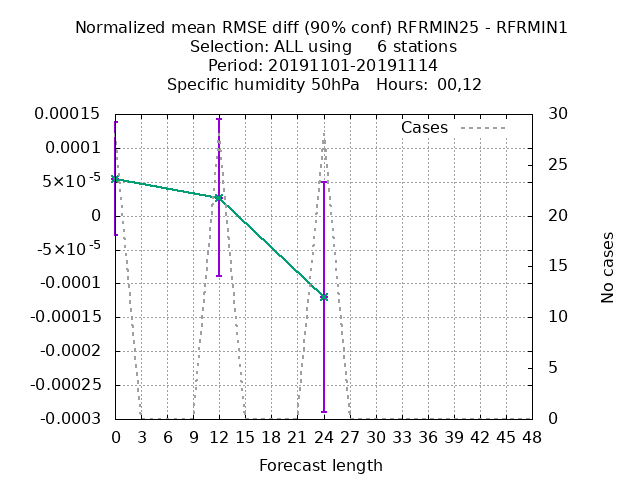 Normalized mean RMSE diff (90% conf) RFRMIN25 - RFRMIN1
Selection: ALL using     6 stations
Period: 20191101-20191114
Specific humidity 50hPa   Hours:  00,12
Cases
0.00015
0.0001
5×10⁻⁵
0
-5×10⁻⁵
-0.0001
-0.00015
-0.0002
-0.00025
-0.0003
30
25
20
15
10
5
0
No cases
0 3 6 9 12 15 18 21 24 27 30 33 36 39 42 45 48
Forecast length